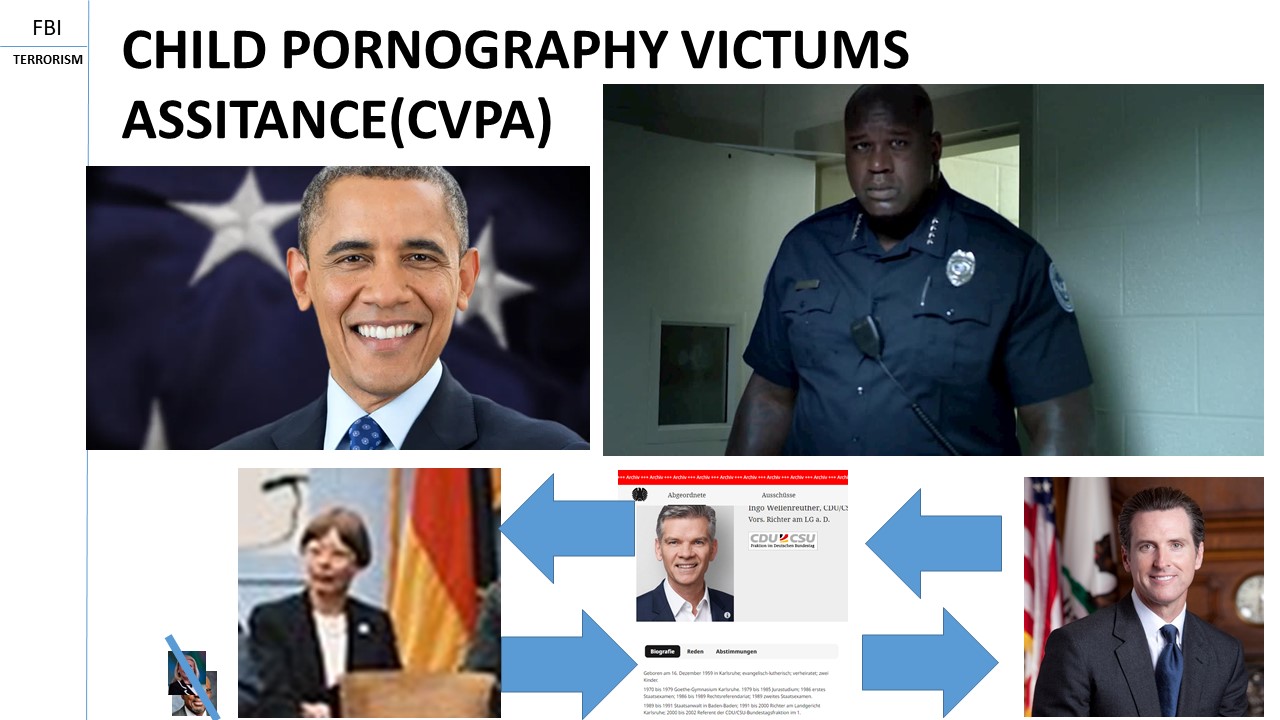 FBI
TERRORISM
CHILD PORNOGRAPHY VICTUMS
ASSITANCE(CVPA)
+++ Archiv +++ Archiv +++ Archiv +++ Archiv +++ Archiv +++ Archiv +++ Archiv +++ Archiv
Abgeordnete Ausschüsse
Ingo Wellenreuther, CDU/CS
Vors. Richter am LG a. D.
CDU CSU
Fraktion im Deutschen Bundestag
Biografie Reden Abstimmungen
Geboren am 16. Dezember 1959 in Karlsruhe; evangelisch-lutherisch; verheiratet; zwei
Kinder.
1970 bis 1979 Goethe-Gymnasium Karlsruhe. 1979 bis 1985 Jurastudium; 1986 erstes
Staatsexamen; 1986 bis 1989 Rechtsreferendariat; 1989 zweites Staatsexamen.
1989 bis 1991 Staatsanwalt in Baden-Baden; 1991 bis 2000 Richter am Landgericht
Karlsruhe, 2000 bis 2002 Referent der CDU/CSU-Bundestagsfraktion im 1.